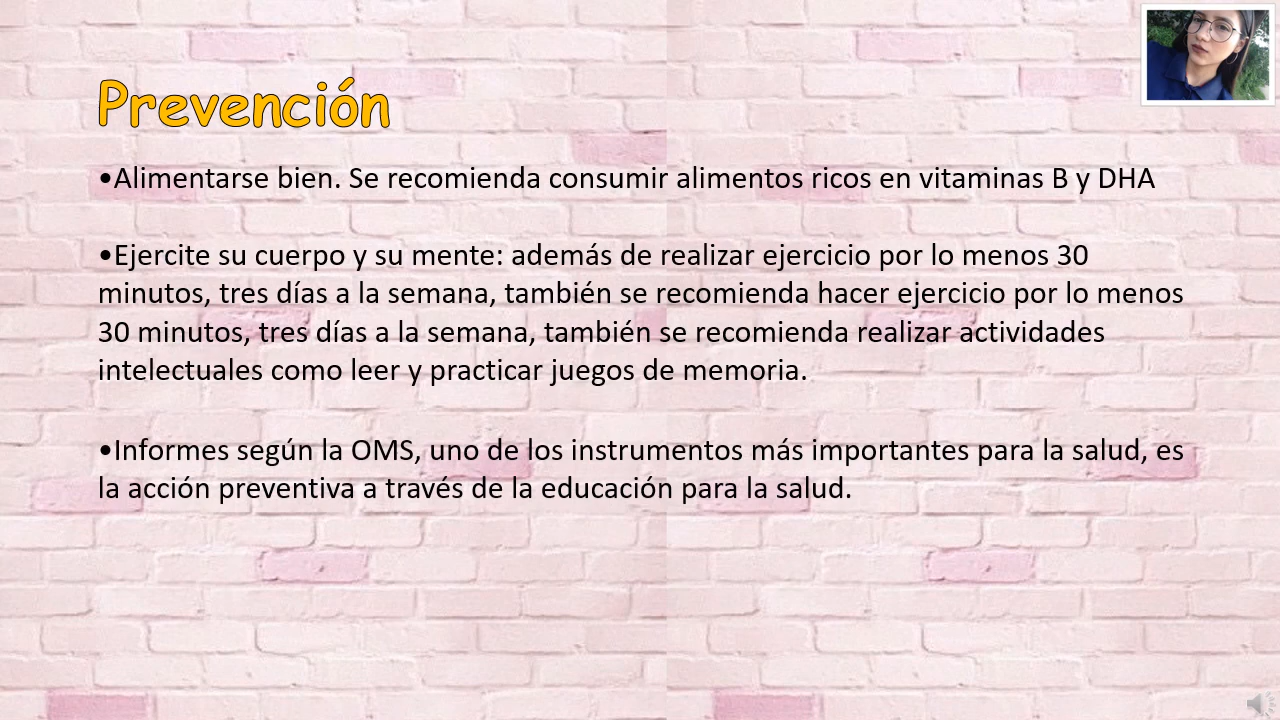 Prevención
•Alimentarse bien. Se recomienda consumir alimentos ricos en vitaminas B y DHA
•Ejercite su cuerpo y su mente: además de realizar ejercicio por lo menos 30
minutos, tres días a la semana, también se recomienda hacer ejercicio por lo menos
30 minutos, tres días a la semana, también se recomienda realizar actividades
intelectuales como leer y practicar juegos de memoria.
•Informes según la OMS, uno de los instrumentos más importantes para la salud, es
la acción preventiva a través de la educación para la salud.